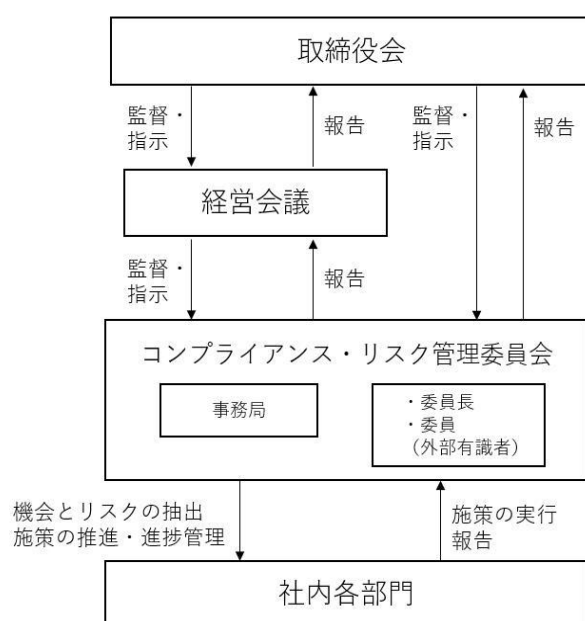 取締役会
監督・
指示
報告
監督・
指示
報告
経営会議
監督・
指示
報告
コンプライアンス・リスク管理委員会
事務局
・委員長
・委員
（外部有識者）
機会とリスクの抽出
施策の推進・進捗管理
施策の実行
報告
社内各部門